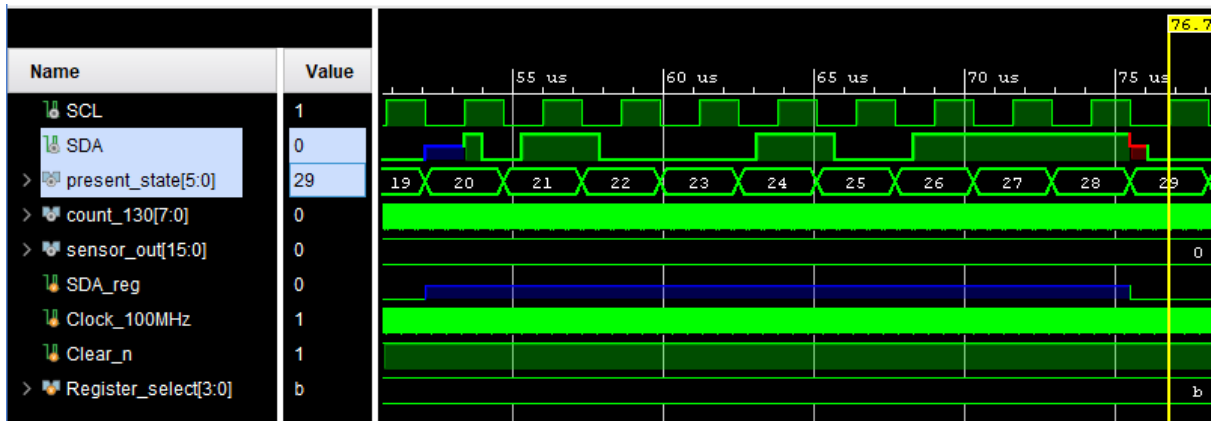 76.7
Name Value
55 us 60 us 65 us 70 us 75 us
SCL 1
SDA 0
present_state[5:0] 29 19 20 21 22 23 24 25 26 27 28 29
count_130[7:0] 0
sensor_out[15:0] 0 0
SDA_reg 0
Clock_100MHz 1
Clear_n 1
Register_select[3:0] b b